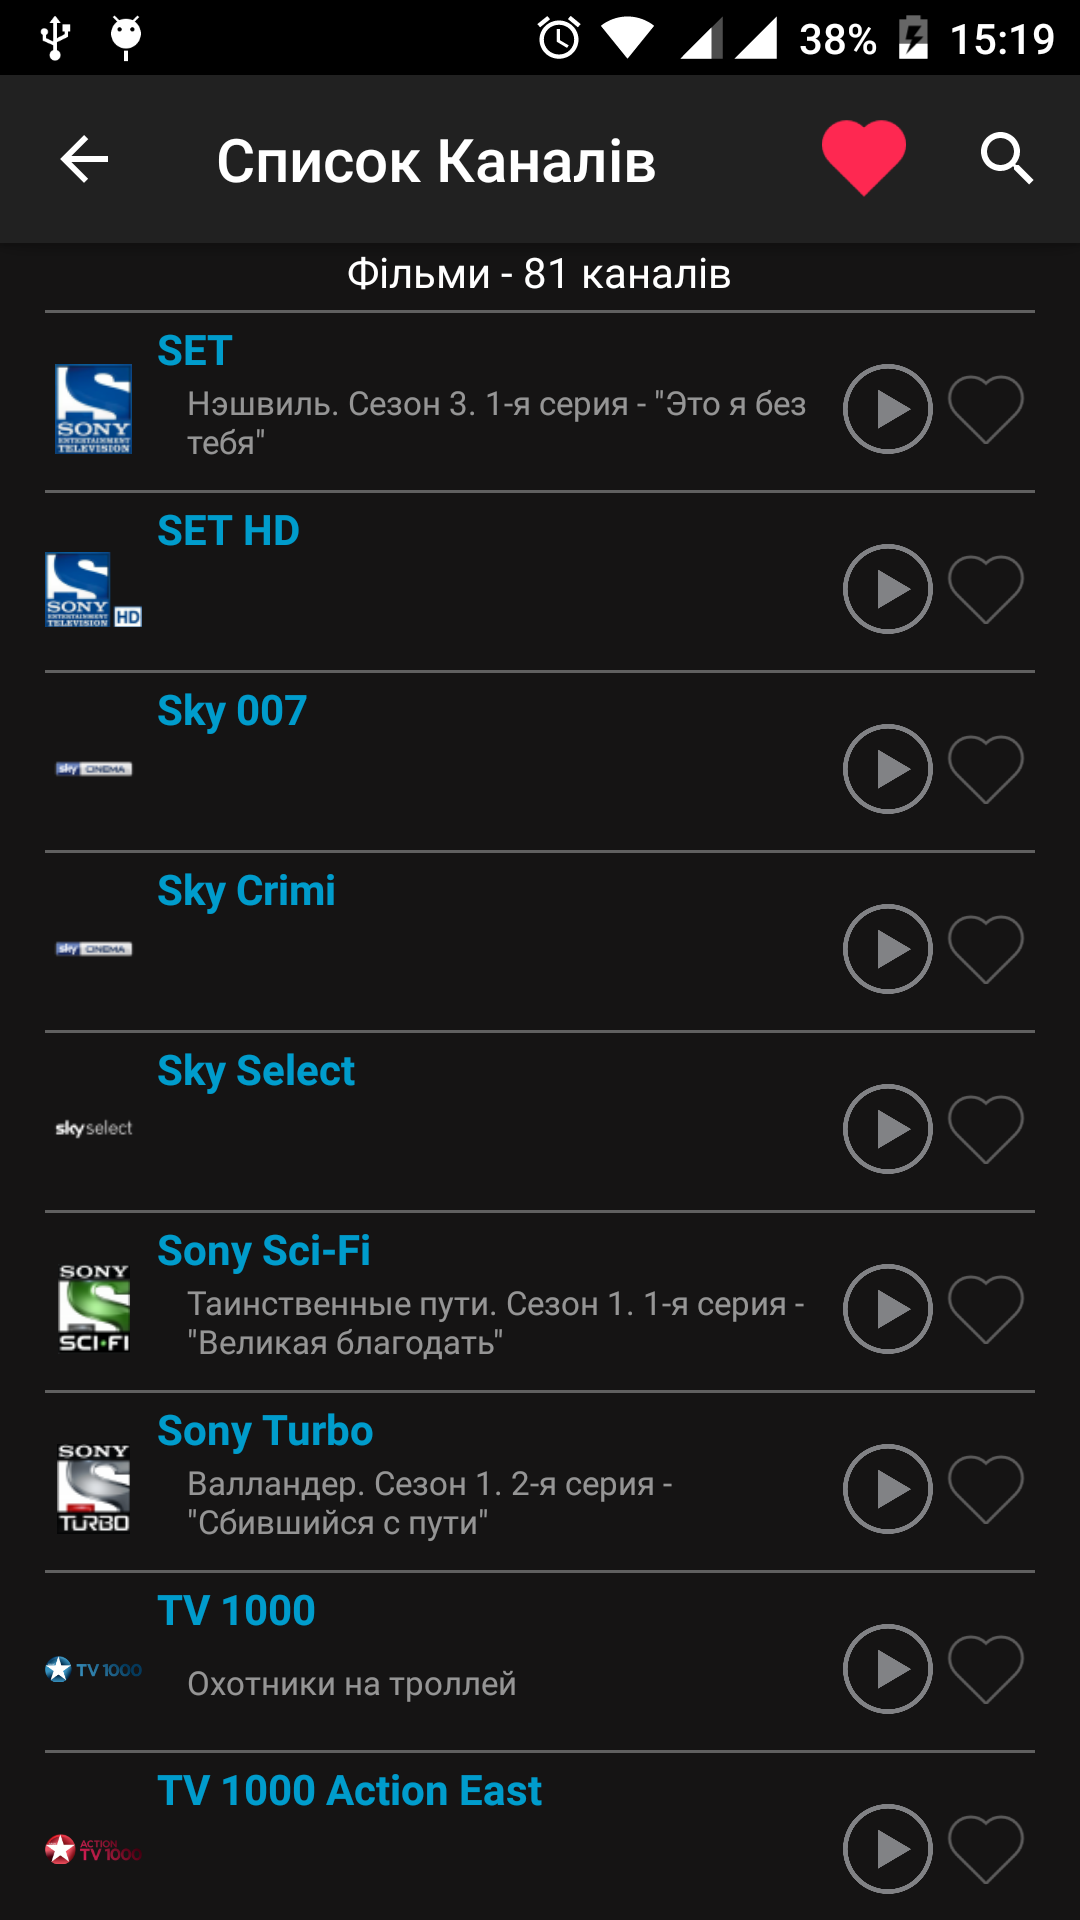 38% 15:19
Список Каналів
Фільми - 81 каналів
SET
SONY
ENTERTAINMENT
TELEVISION
Нэшвиль. Сезон 3. 1-я серия - "Это я без
тебя"
SET HD
SONY
ENTERTAINMENT
TELEVISION HD
Sky 007
sky CINEMA
Sky Crimi
sky CINEMA
Sky Select
sky select
Sony Sci-Fi
SONY
SCI-FI
Таинственные пути. Сезон 1. 1-я серия -
"Великая благодать"
Sony Turbo
SONY
TURBO
Валландер. Сезон 1. 2-я серия -
"Сбившийся с пути"
TV 1000
TV 1000
Охотники на троллей
TV 1000 Action East
ACTION
TV 1000